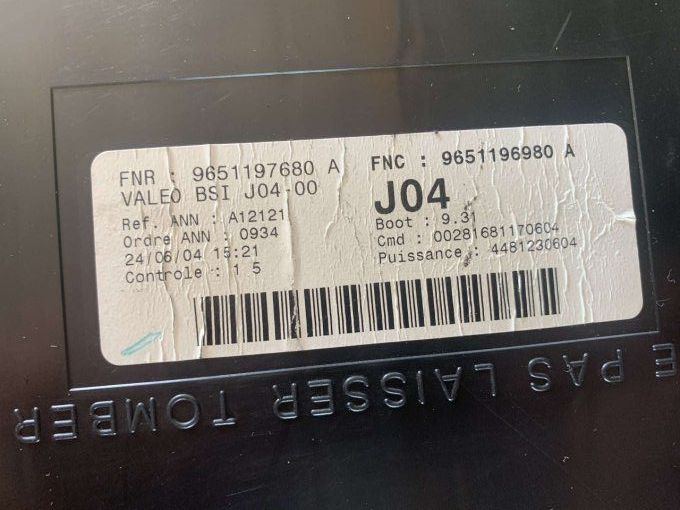 FNR : 9651197680 A
VALEO BSI J04-00
Ref. ANN : A12121
Ordre ANN : 0934
24/06/04 15:21
Controle : 1 5
FNC : 9651196980 A
J04
Boot : 9.31
Cmd : 00281681170604
Puissance : 4481230604
E PAS LAISSER TOMBER